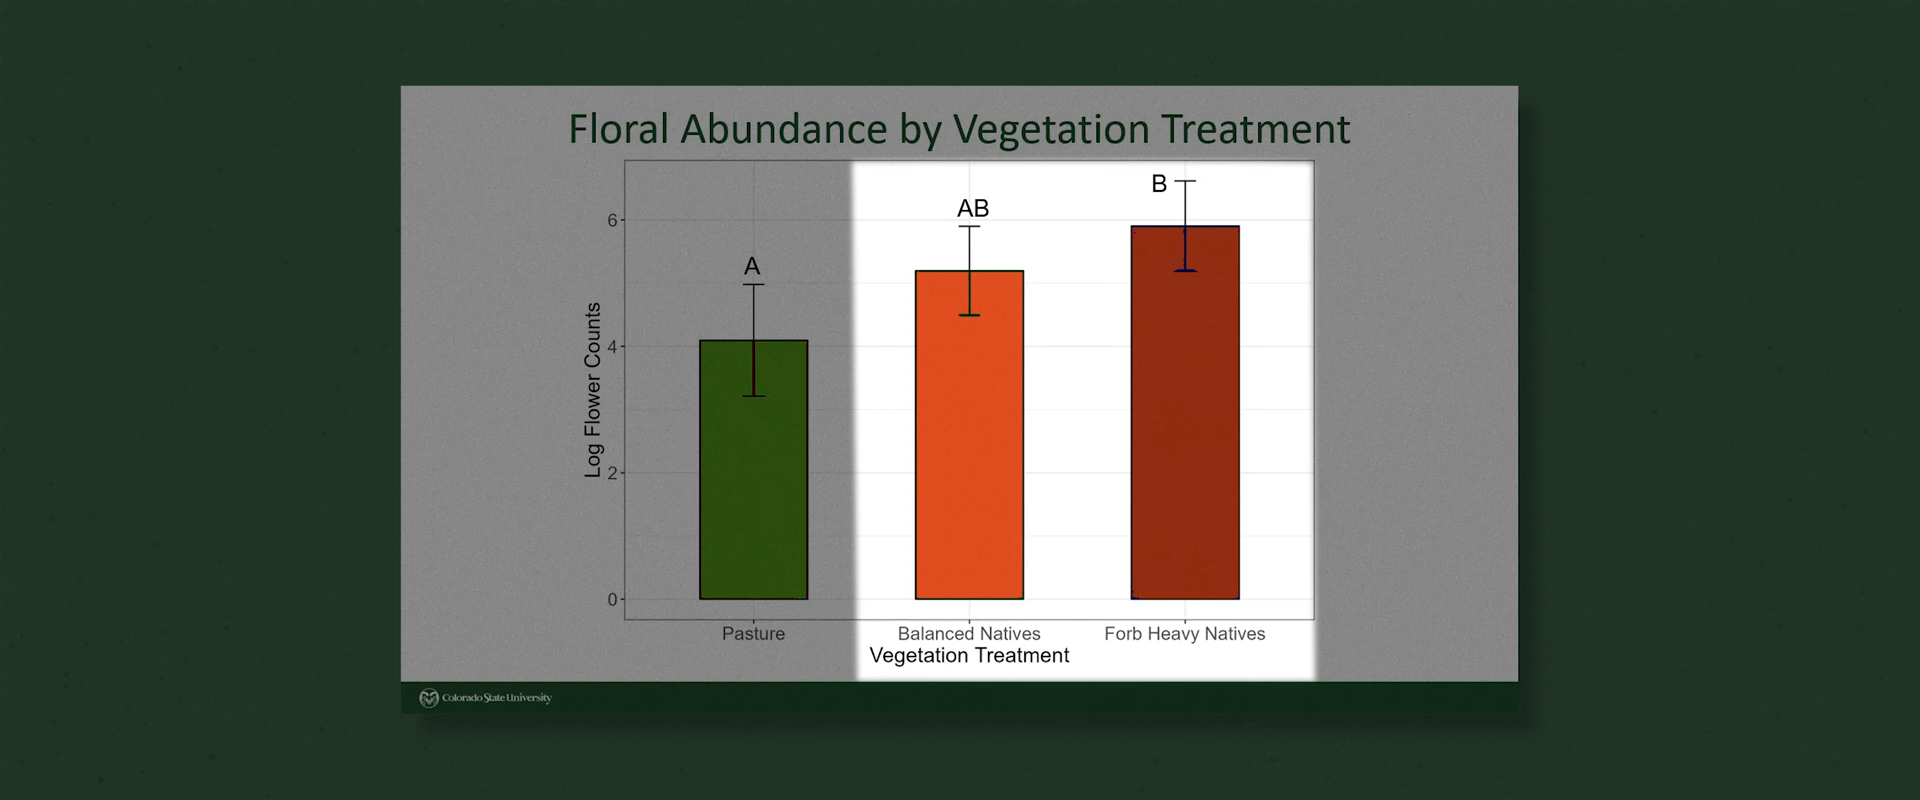 Floral Abundance by Vegetation Treatment
B
AB
A
6
4
2
0
Log Flower Counts
Pasture
Balanced Natives
Forb Heavy Natives
Vegetation Treatment
Colorado State University